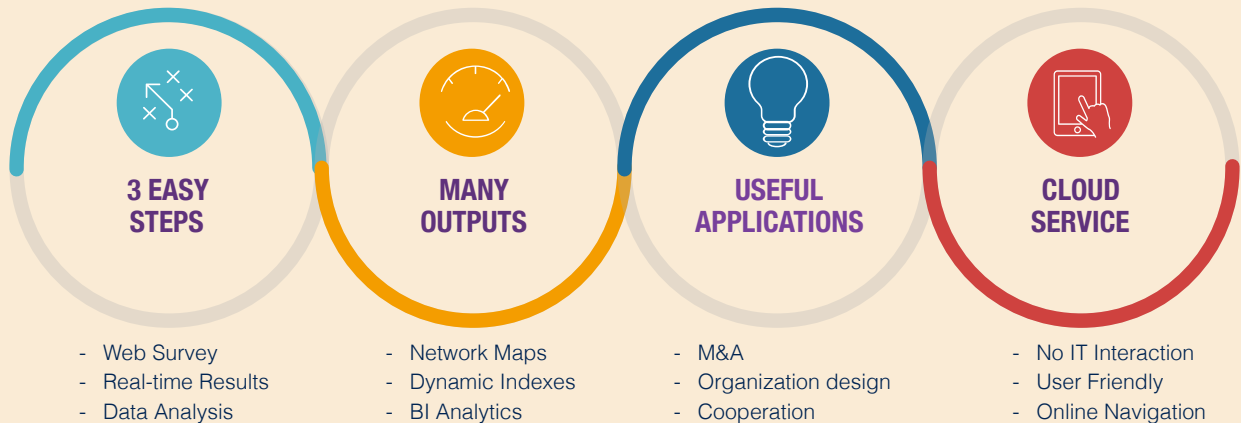 3 EASY
STEPS
MANY
OUTPUTS
USEFUL
APPLICATIONS
CLOUD
SERVICE
- Web Survey
- Real-time Results
- Data Analysis
- Network Maps
- Dynamic Indexes
- BI Analytics
- M&A
- Organization design
- Cooperation
- No IT Interaction
- User Friendly
- Online Navigation